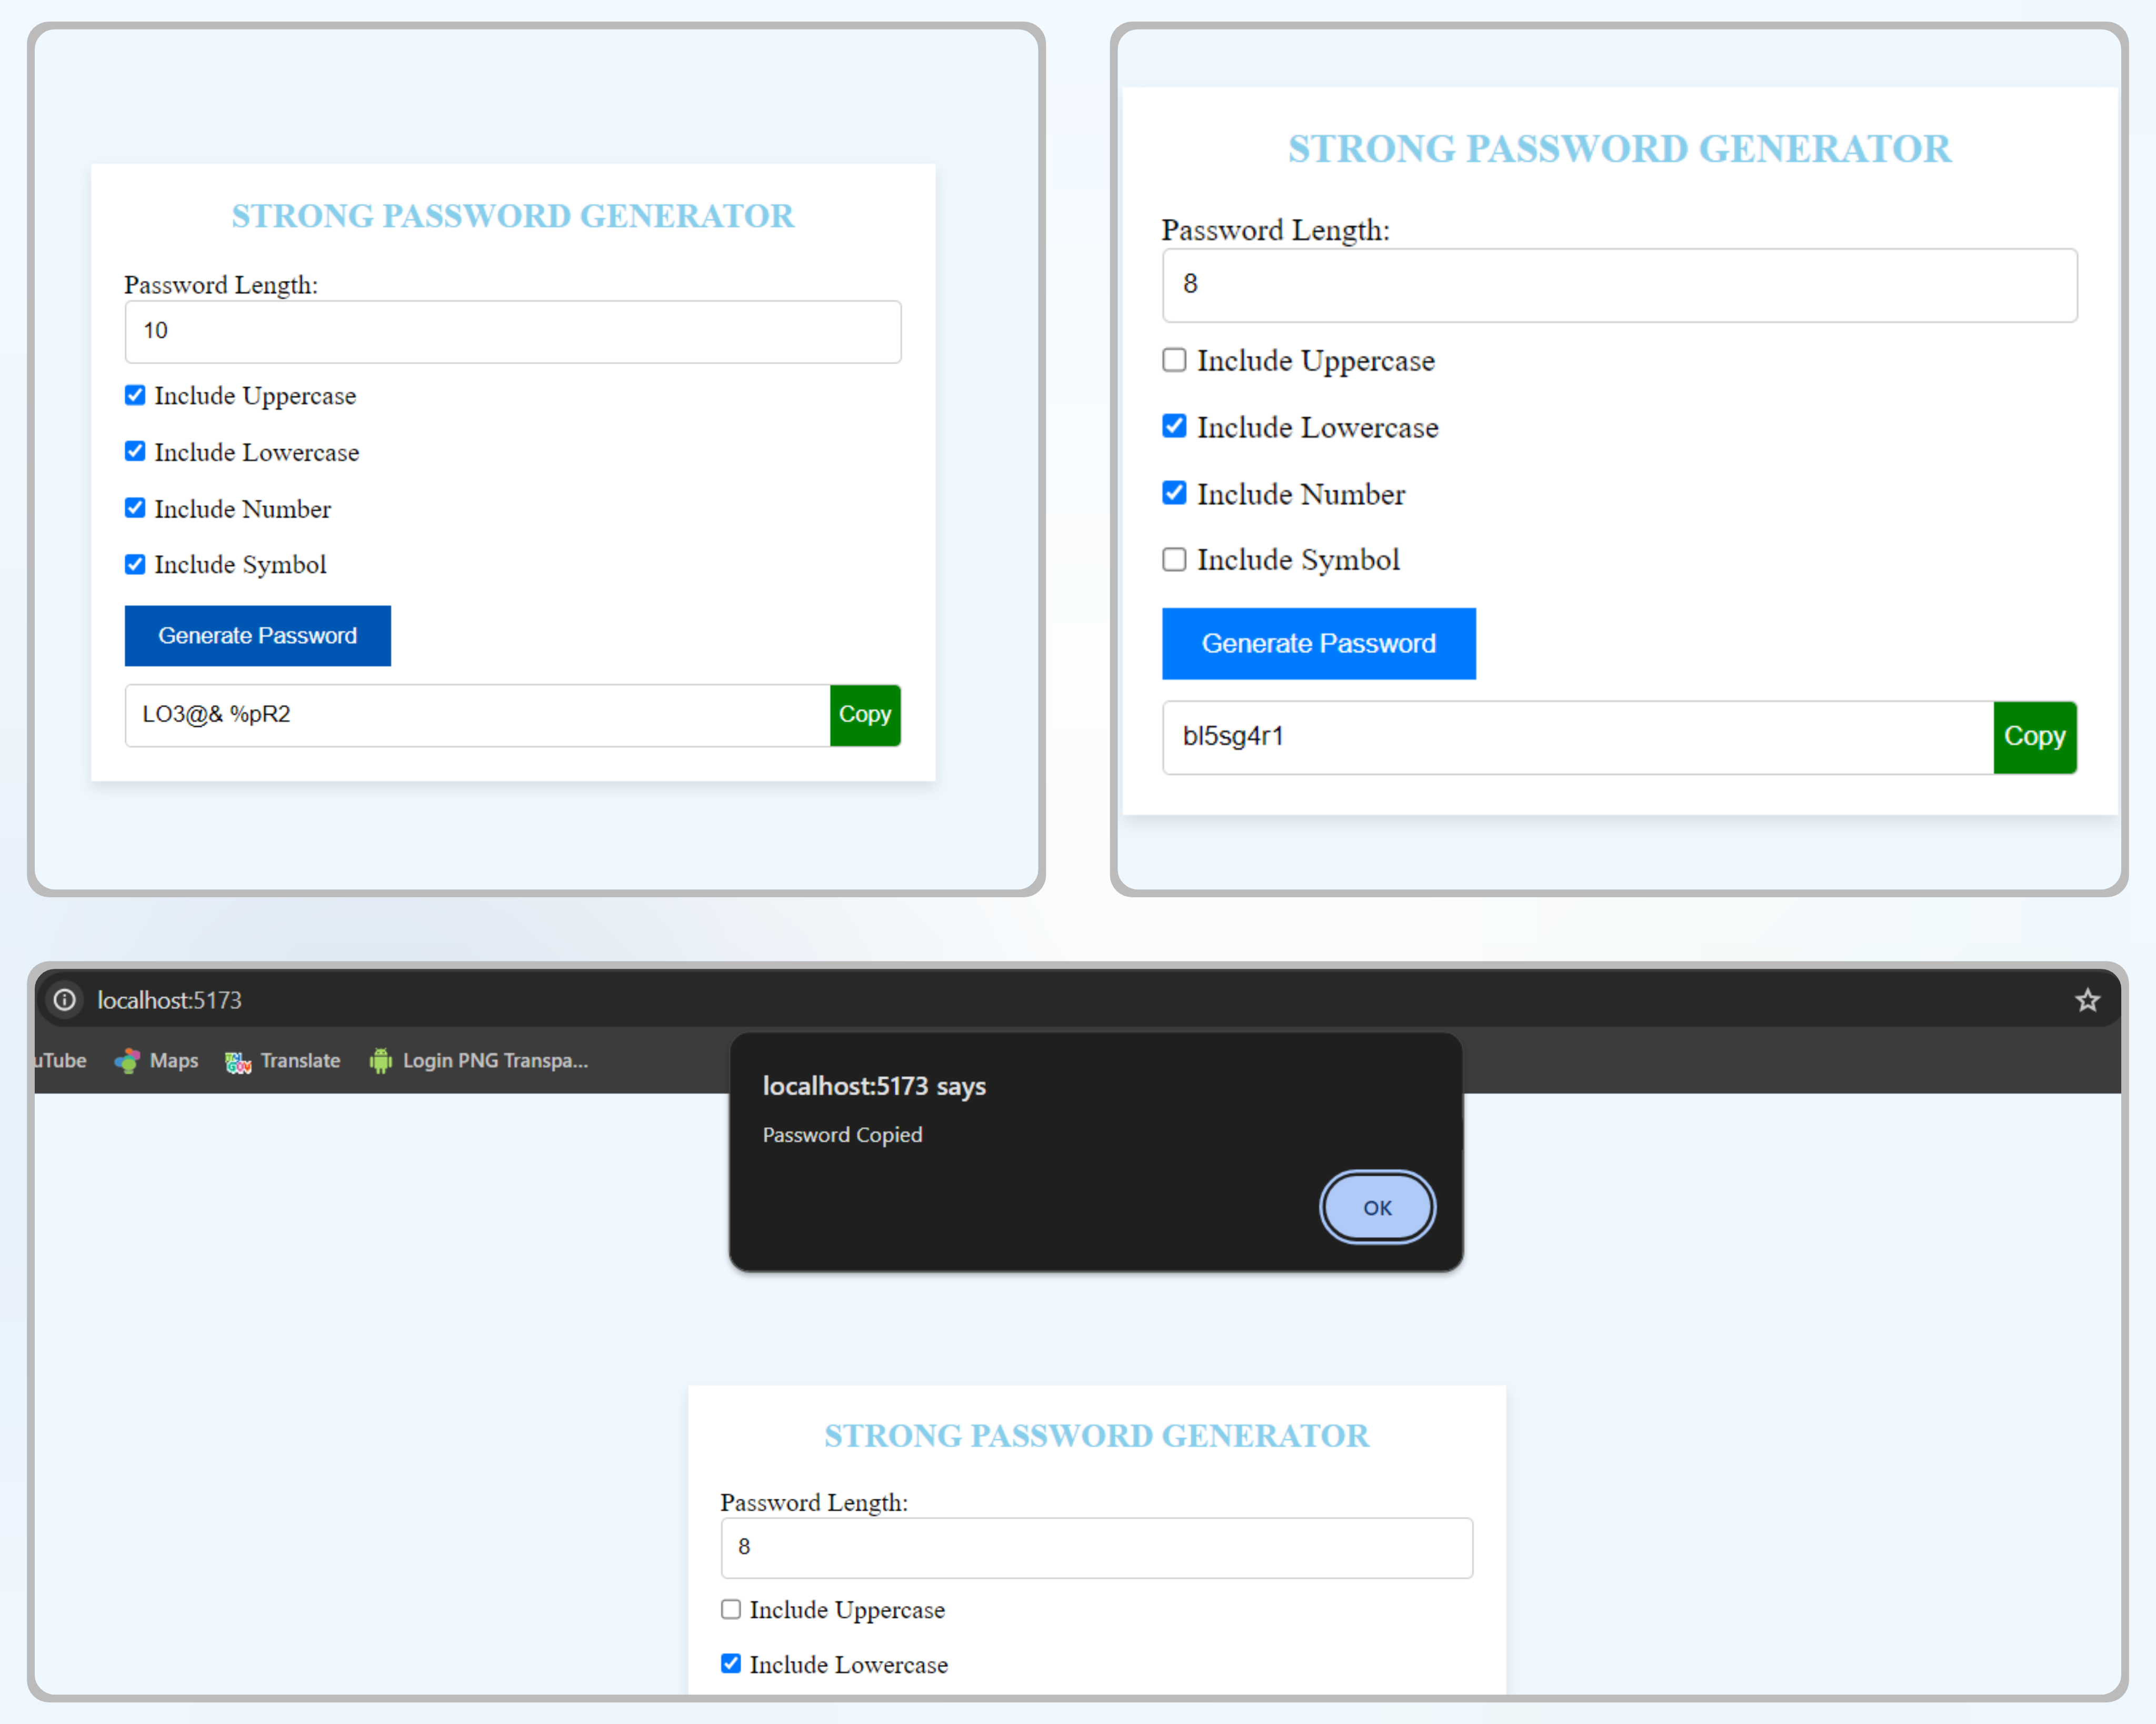 STRONG PASSWORD GENERATOR
Password Length:
10
Include Uppercase
Include Lowercase
Include Number
Include Symbol
Generate Password
LO3@& %pR2
Copy
STRONG PASSWORD GENERATOR
Password Length:
8
Include Uppercase
Include Lowercase
Include Number
Include Symbol
Generate Password
bl5sg4r1
Copy
localhost:5173
uTube
Maps
Translate
Login PNG Transpa...
localhost:5173 says
Password Copied
OK
STRONG PASSWORD GENERATOR
Password Length:
8
Include Uppercase
Include Lowercase